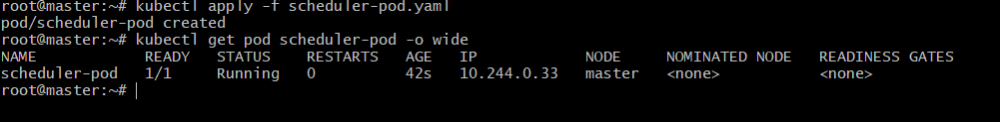 root@master:~# kubectl apply -f scheduler-pod.yaml
pod/scheduler-pod created
root@master:~# kubectl get pod scheduler-pod -o wide
NAME READY STATUS RESTARTS AGE IP NODE NOMINATED NODE READINESS GATES
scheduler-pod 1/1 Running 0 42s 10.244.0.33 master <none> <none>
root@master:~#